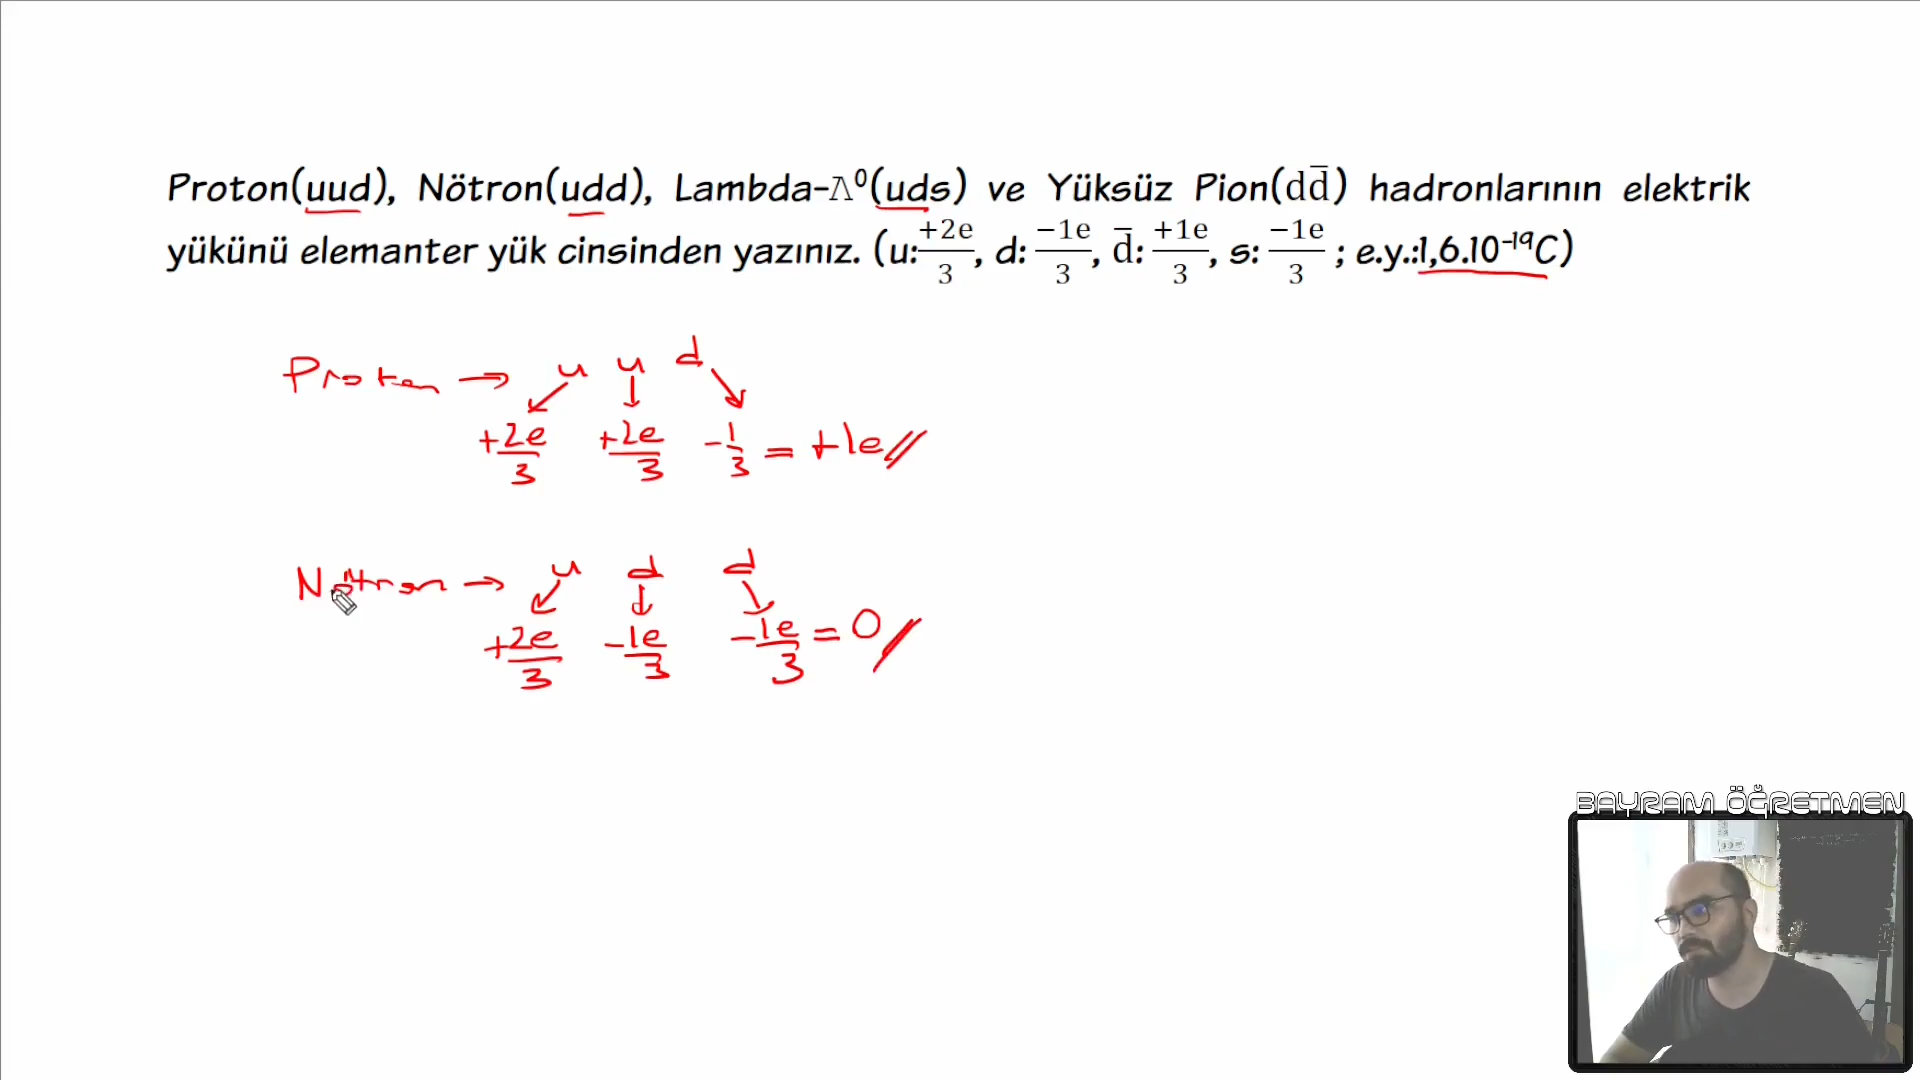 Proton(uud), Nötron(udd), Lambda-Λ⁰(uds) ve Yüksüz Pion(dd̄) hadronlarının elektrik
yükünü elemanter yük cinsinden yazınız. (u: +2e/3, d: −1e/3, d̄: +1e/3, s: −1e/3 ; e.y.:1,6.10⁻¹⁹C)
Proton → u u d
+2e/3 +2e/3 -1/3 = +1e
Nötron → u d d
+2e/3 -1e/3 -1e/3 = 0
BAYRAM ÖĞRETMEN